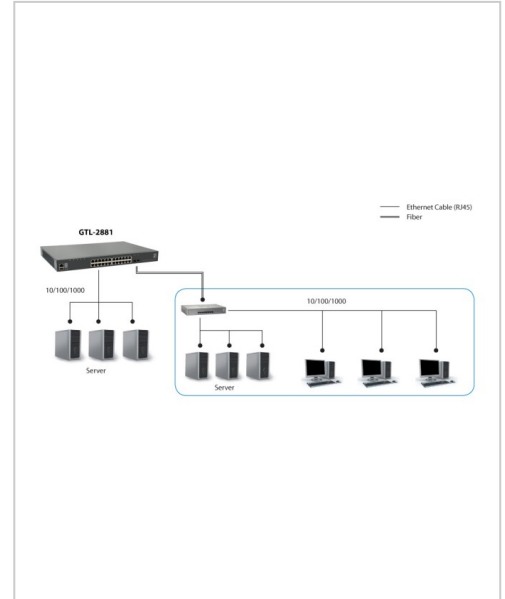 Ethernet Cable (RJ45)
Fiber
GTL-2881
10/100/1000
10/100/1000
Server
Server